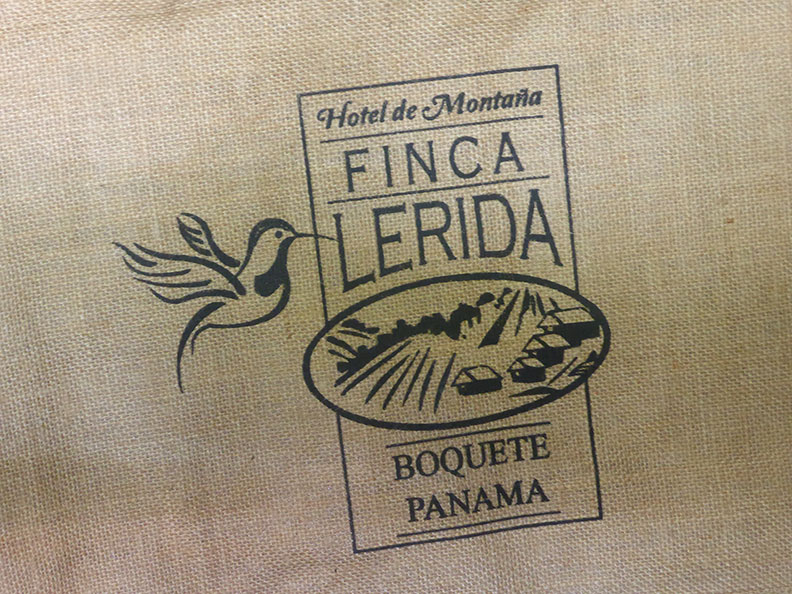 Hotel de Montaña
FINCA
LERIDA
BOQUETE
PANAMA